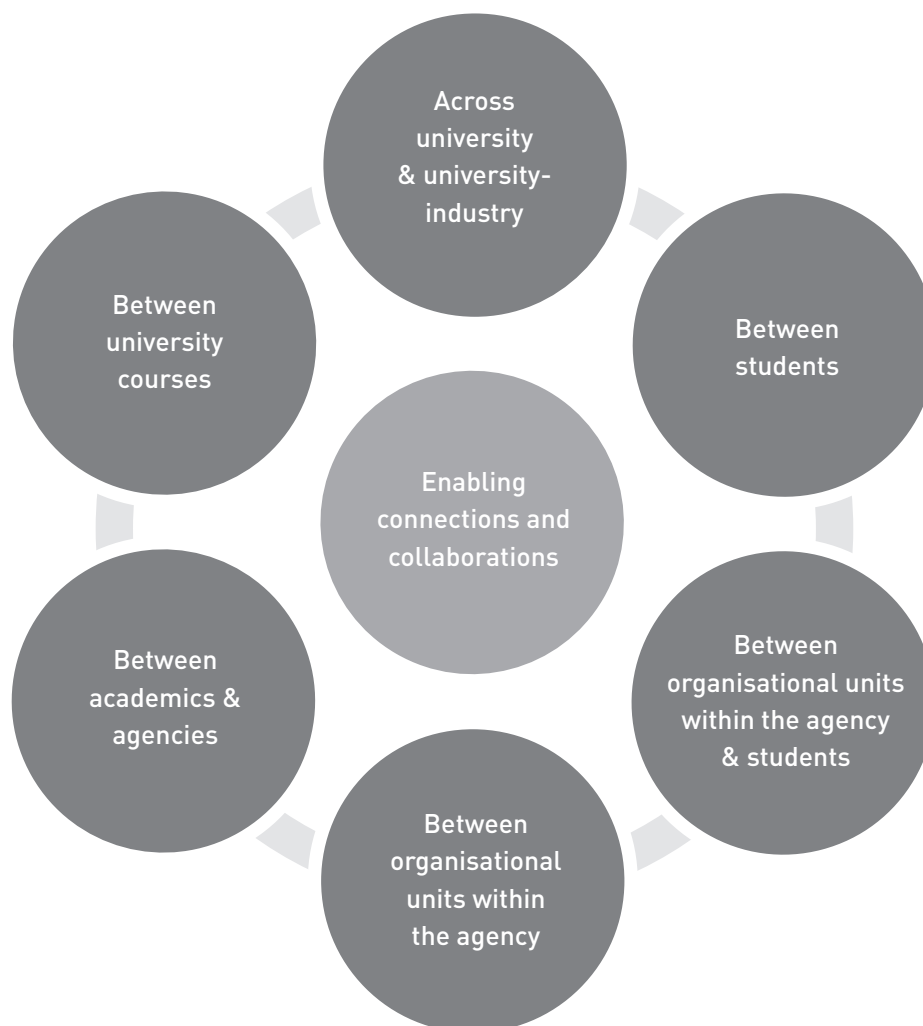 Across
university
& university-
industry
Between
students
Between
organisational units
within the agency
& students
Between
organisational
units within
the agency
Between
academics &
agencies
Between
university
courses
Enabling
connections and
collaborations